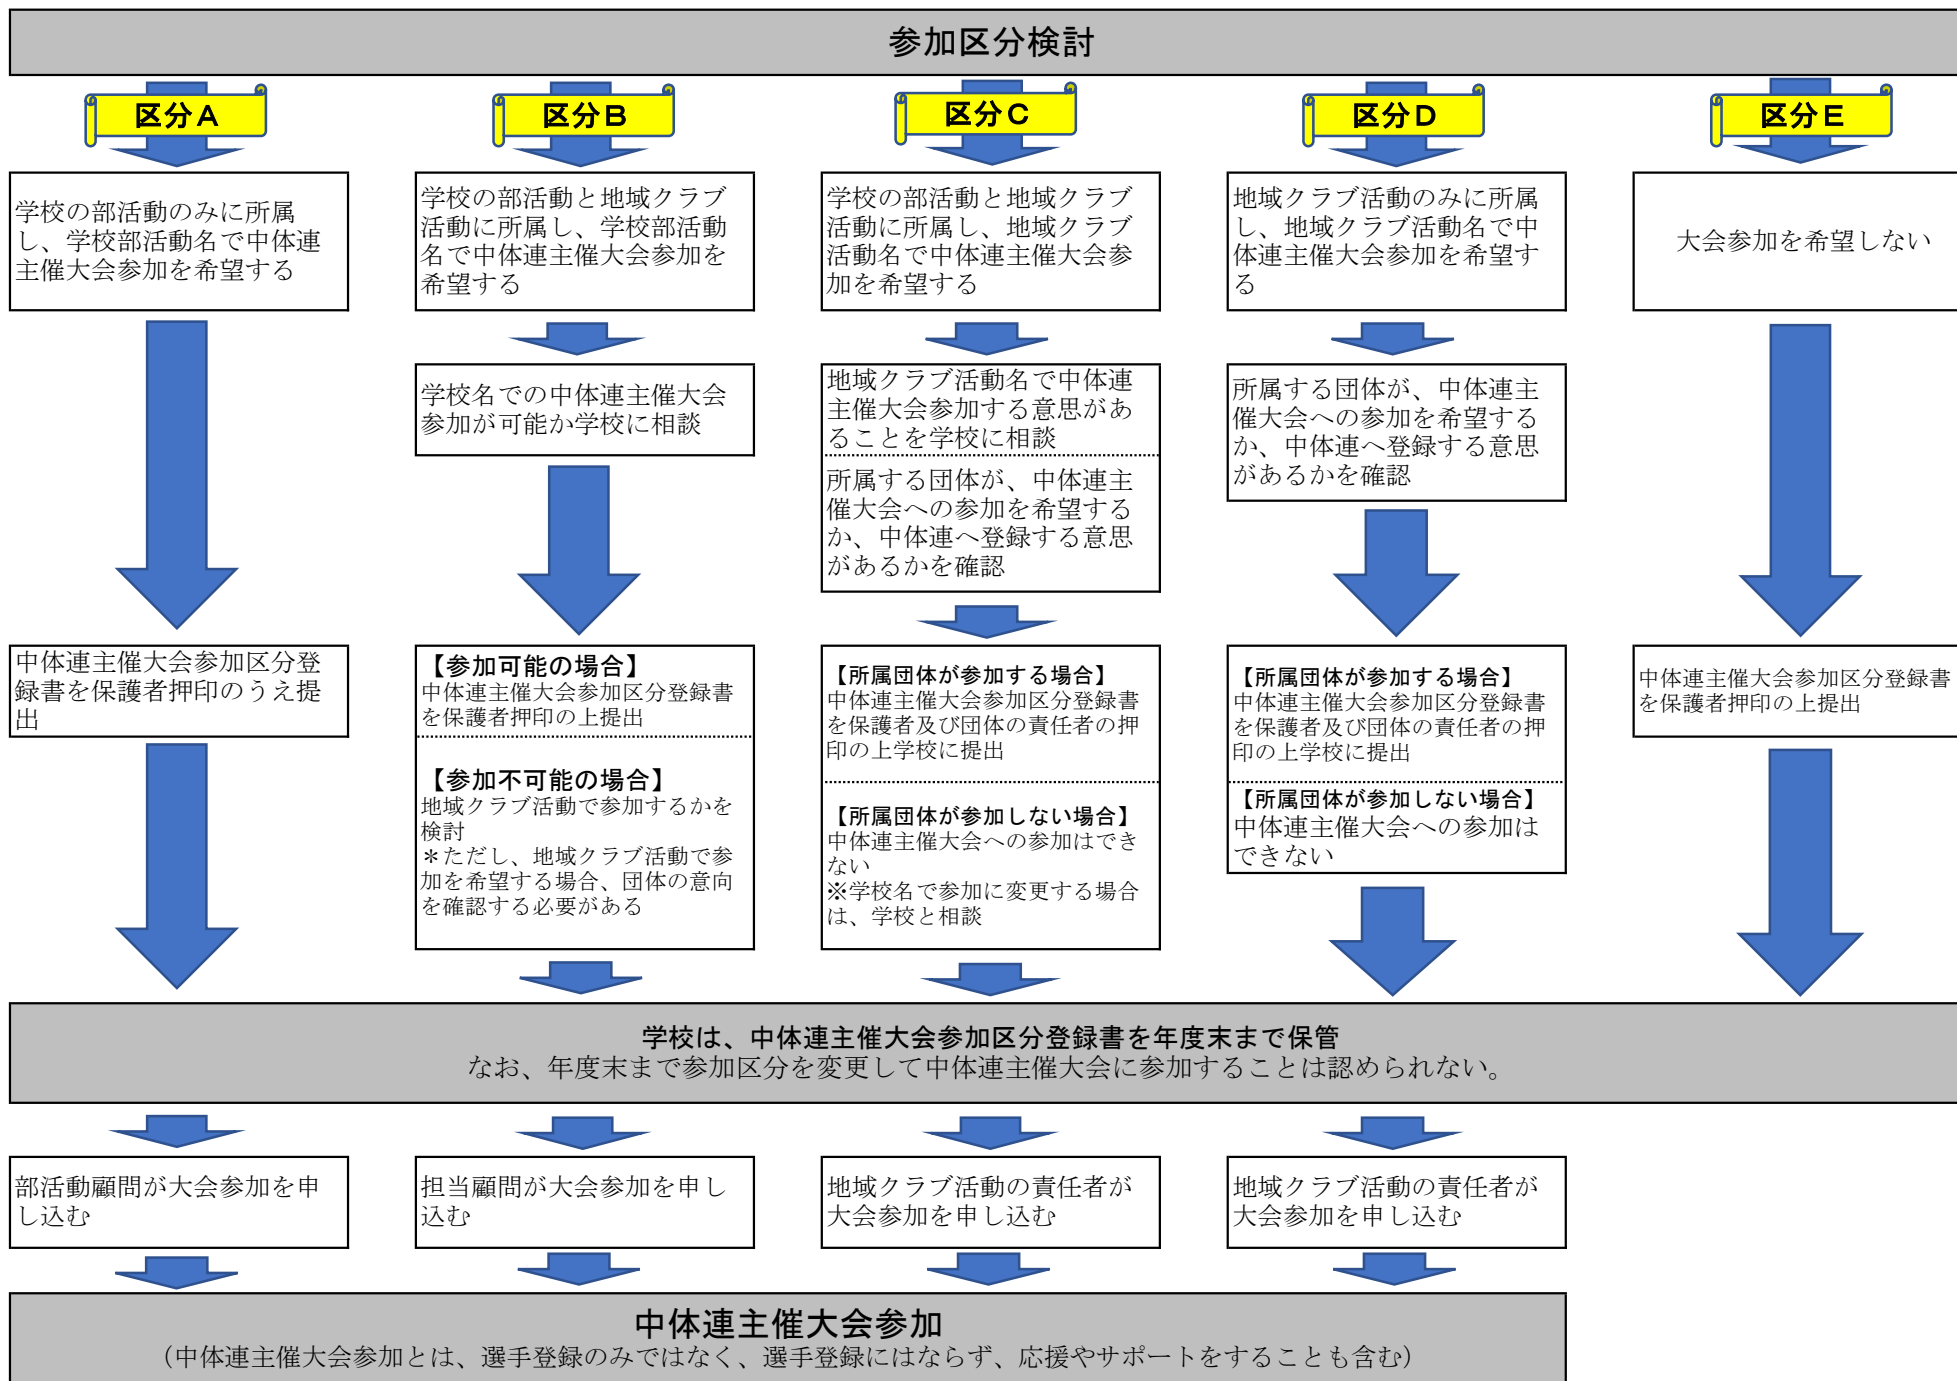 参加区分検討
区分A
区分B
区分C
区分D
区分E
学校の部活動のみに所属
し、学校部活動名で中体連
主催大会参加を希望する
学校の部活動と地域クラブ
活動に所属し、学校部活動
名で中体連主催大会参加を
希望する
学校の部活動と地域クラブ
活動に所属し、地域クラブ
活動名で中体連主催大会参
加を希望する
地域クラブ活動のみに所属
し、地域クラブ活動名で中
体連主催大会参加を希望す
る
大会参加を希望しない
学校名での中体連主催大会
参加が可能か学校に相談
地域クラブ活動名で中体連
主催大会参加する意思があ
ることを学校に相談
所属する団体が、中体連主
催大会への参加を希望する
か、中体連へ登録する意思
があるかを確認
所属する団体が、中体連主
催大会への参加を希望する
か、中体連へ登録する意思
があるかを確認
中体連主催大会参加区分登
録書を保護者押印のうえ提
出
【参加可能の場合】
中体連主催大会参加区分登録書
を保護者押印の上提出
【参加不可能の場合】
地域クラブ活動で参加するかを
検討
＊ただし、地域クラブ活動で参
加を希望する場合、団体の意向
を確認する必要がある
【所属団体が参加する場合】
中体連主催大会参加区分登録書
を保護者及び団体の責任者の押
印の上学校に提出
【所属団体が参加しない場合】
中体連主催大会への参加はでき
ない
※学校名で参加に変更する場合
は、学校と相談
【所属団体が参加する場合】
中体連主催大会参加区分登録書
を保護者及び団体の責任者の押
印の上学校に提出
【所属団体が参加しない場合】
中体連主催大会への参加は
できない
中体連主催大会参加区分登録書
を保護者押印の上提出
学校は、中体連主催大会参加区分登録書を年度末まで保管
なお、年度末まで参加区分を変更して中体連主催大会に参加することは認められない。
部活動顧問が大会参加を申
し込む
担当顧問が大会参加を申し
込む
地域クラブ活動の責任者が
大会参加を申し込む
地域クラブ活動の責任者が
大会参加を申し込む
中体連主催大会参加
（中体連主催大会参加とは、選手登録のみではなく、選手登録にはならず、応援やサポートをすることも含む）